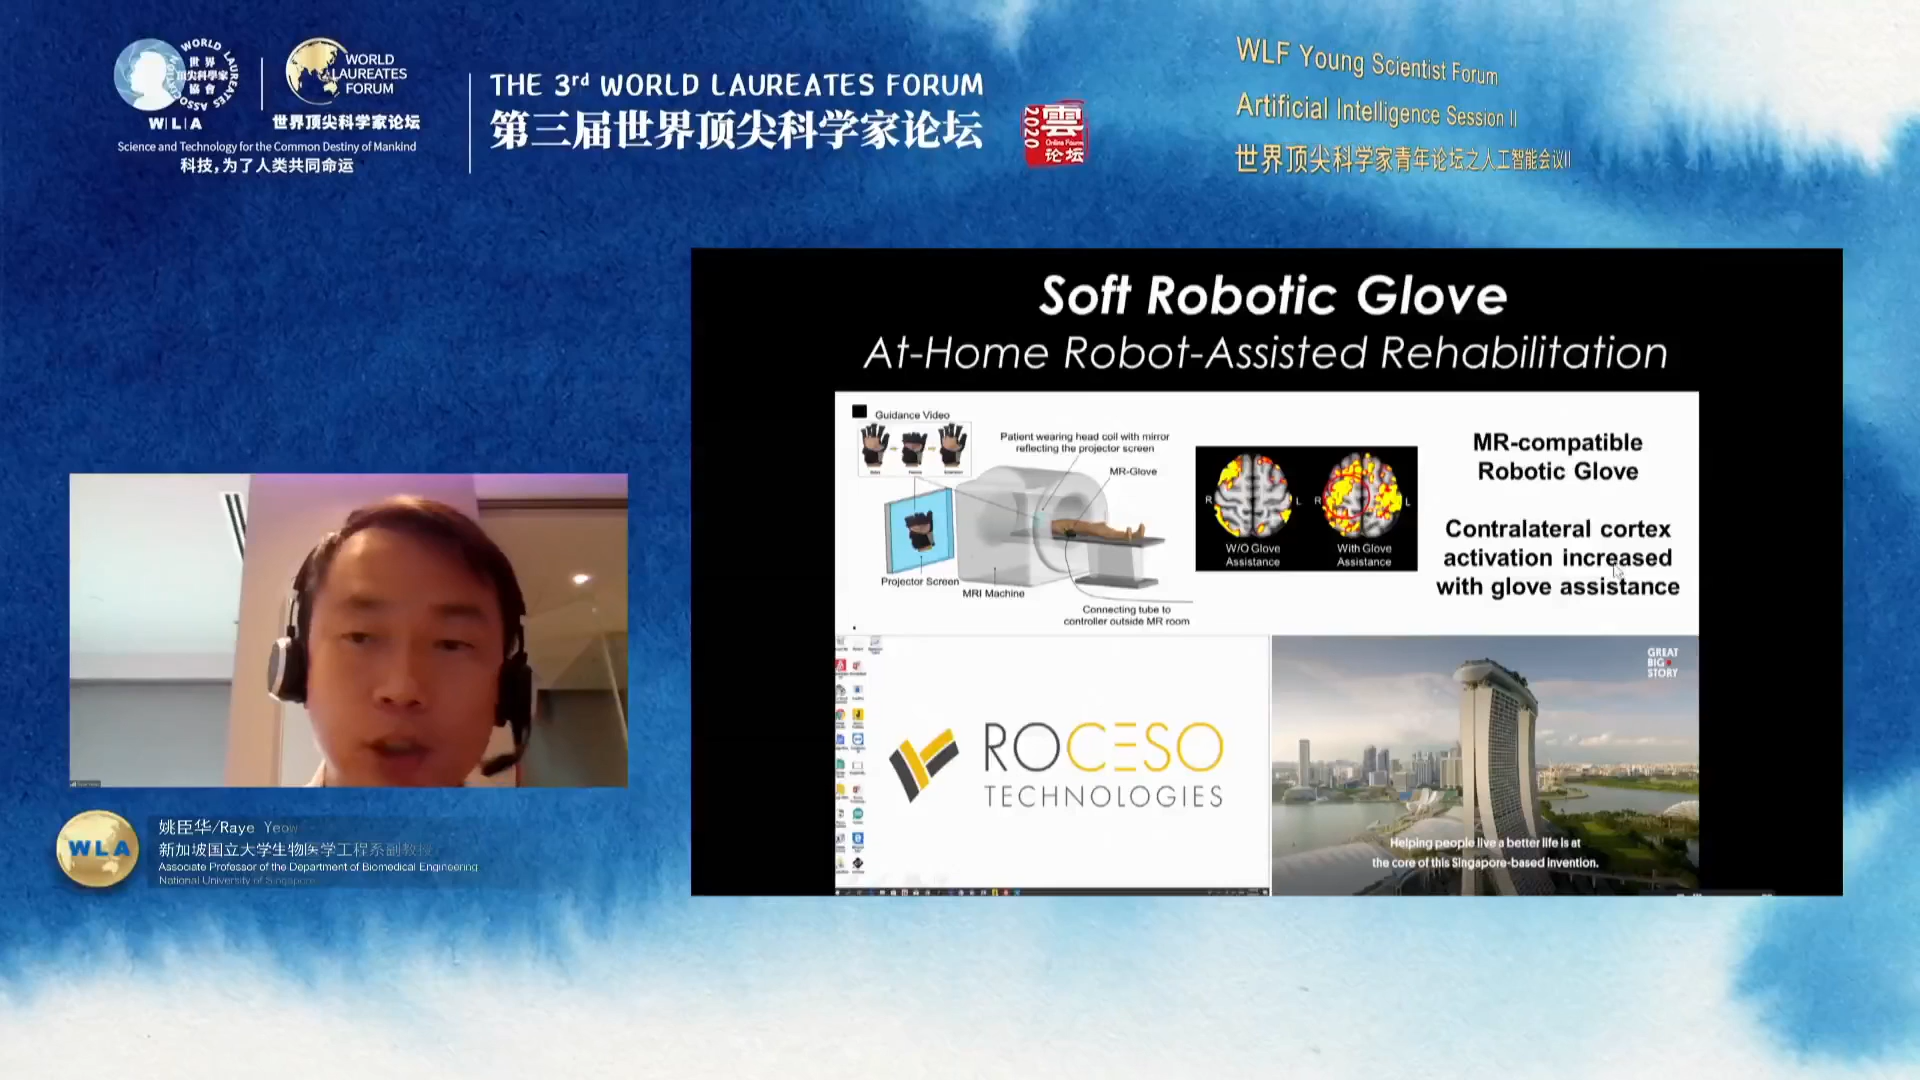 WORLD LAUREATES ASSOCIATION
世界
頂尖科學家
協會
WLA
WORLD
LAUREATES
FORUM
世界顶尖科学家论坛
Science and Technology for the Common Destiny of Mankind
科技,为了人类共同命运
THE 3rd WORLD LAUREATES FORUM
第三届世界顶尖科学家论坛
2020
雲
Online Forum
论坛
WLF Young Scientist Forum
Artificial Intelligence Session II
世界顶尖科学家青年论坛之人工智能会议II
Soft Robotic Glove
At-Home Robot-Assisted Rehabilitation
Guidance Video
Patient wearing head coil with mirror
reflecting the projector screen
MR-Glove
Projector Screen
MRI Machine
Connecting tube to
controller outside MR room
R
L
R
L
W/O Glove
Assistance
With Glove
Assistance
MR-compatible
Robotic Glove
Contralateral cortex
activation increased
with glove assistance
ROCESO
TECHNOLOGIES
GREAT
BIG
STORY
Helping people live a better life is at
the core of this Singapore-based invention.
WLA
姚臣华/Raye Yeow
新加坡国立大学生物医学工程系副教授
Associate Professor of the Department of Biomedical Engineering
National University of Singapore